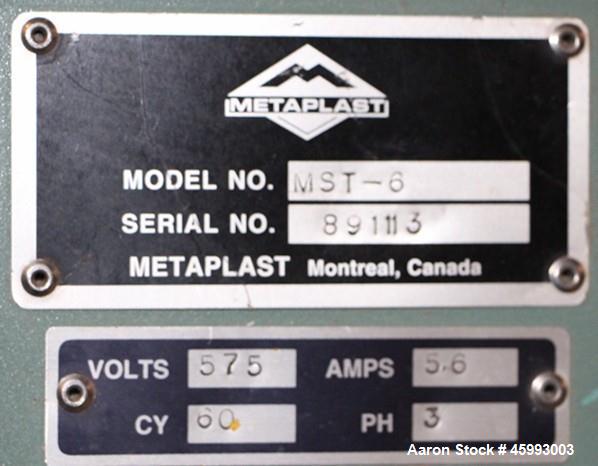 METAPLAST
MODEL NO. MST-6
SERIAL NO. 891113
METAPLAST Montreal, Canada
VOLTS 575 AMPS 5.6
CY 60 PH 3
Aaron Stock # 45993003